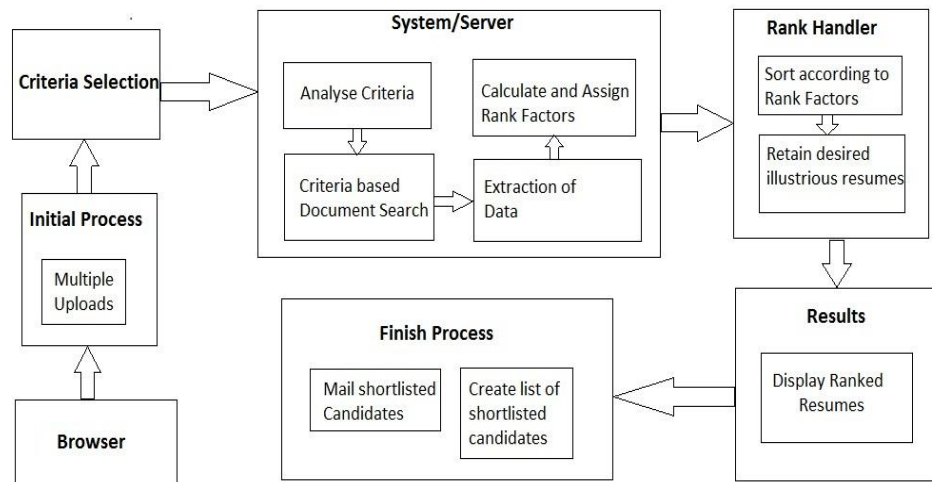 System/Server
Rank Handler
Criteria Selection
Analyse Criteria
Calculate and Assign
Rank Factors
Criteria based
Document Search
Extraction of
Data
Sort according to
Rank Factors
Retain desired
illustrious resumes
Initial Process
Multiple
Uploads
Browser
Finish Process
Mail shortlisted
Candidates
Create list of
shortlisted
candidates
Results
Display Ranked
Resumes